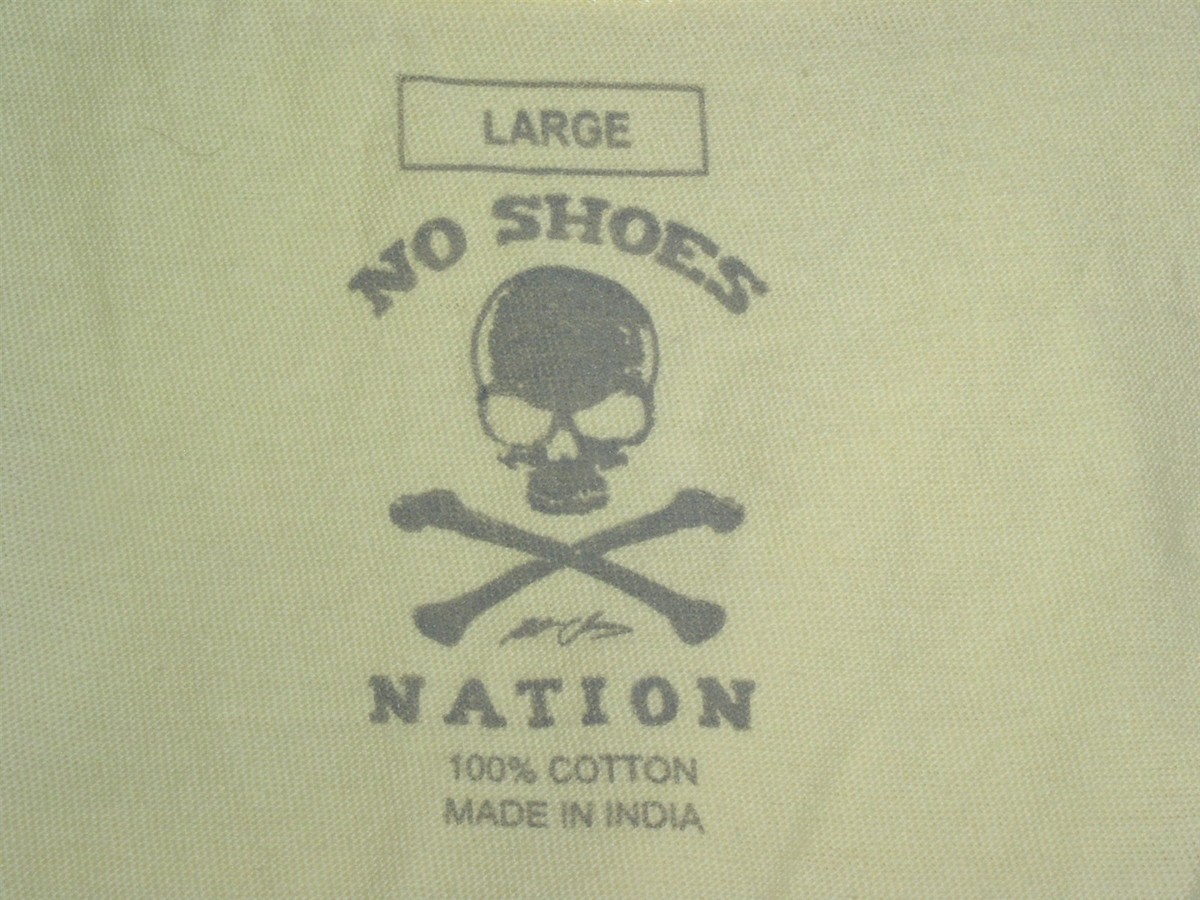 LARGE
NO SHOES
NATION
100% COTTON
MADE IN INDIA